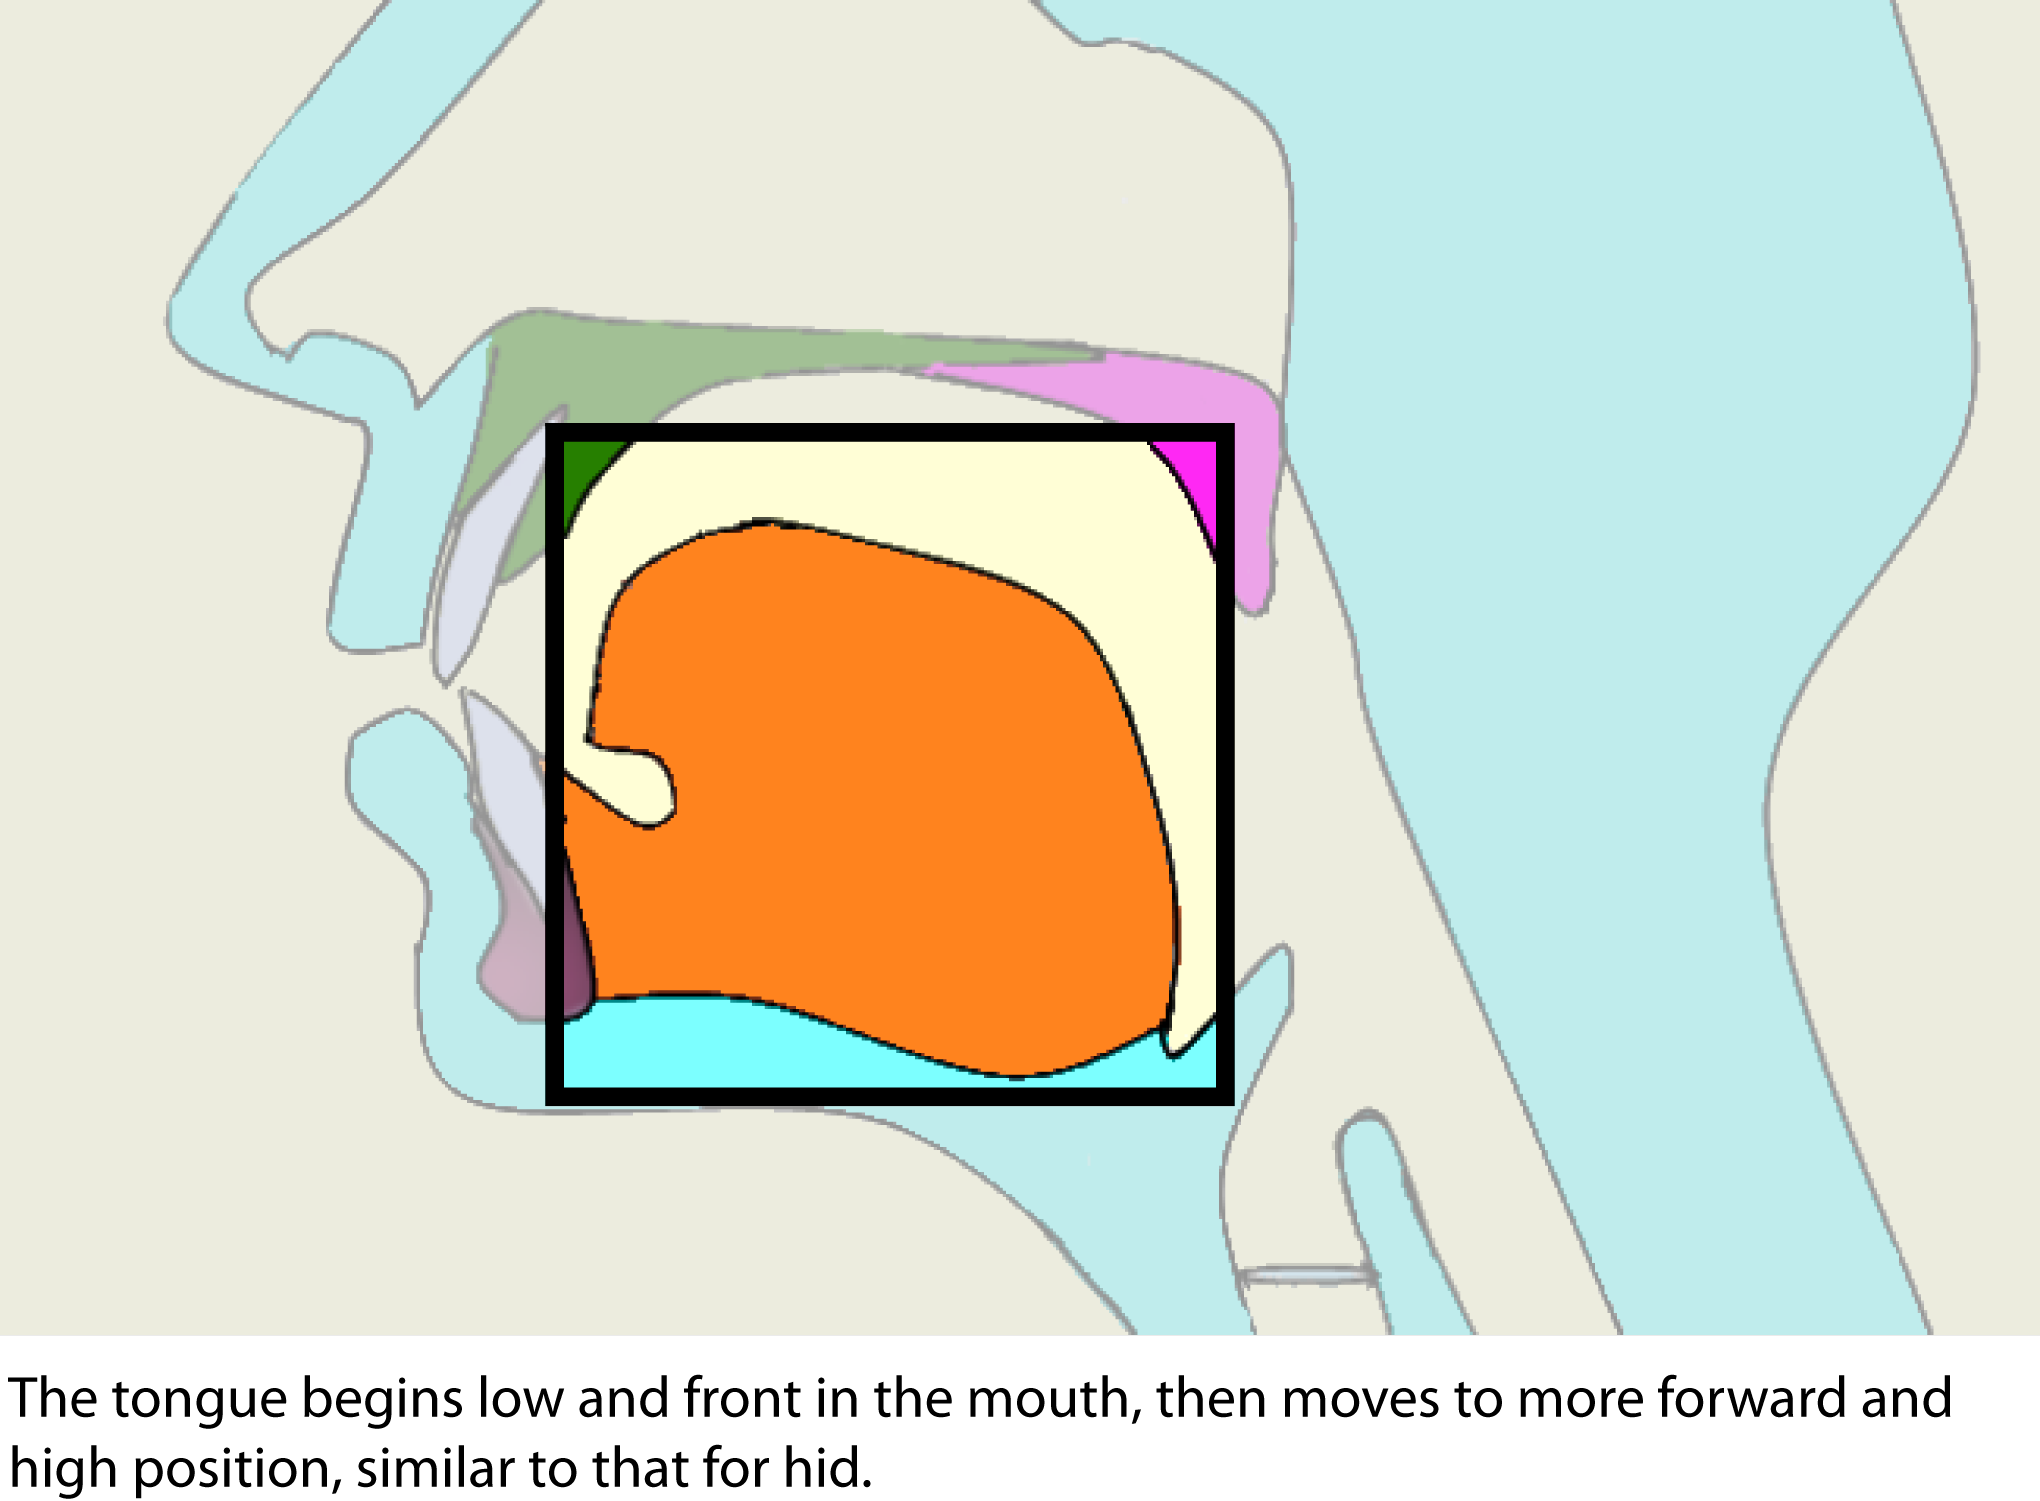 The tongue begins low and front in the mouth, then moves to more forward and
high position, similar to that for hid.